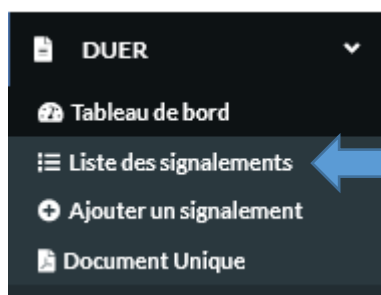 DUER
Tableau de bord
Liste des signalements
Ajouter un signalement
Document Unique